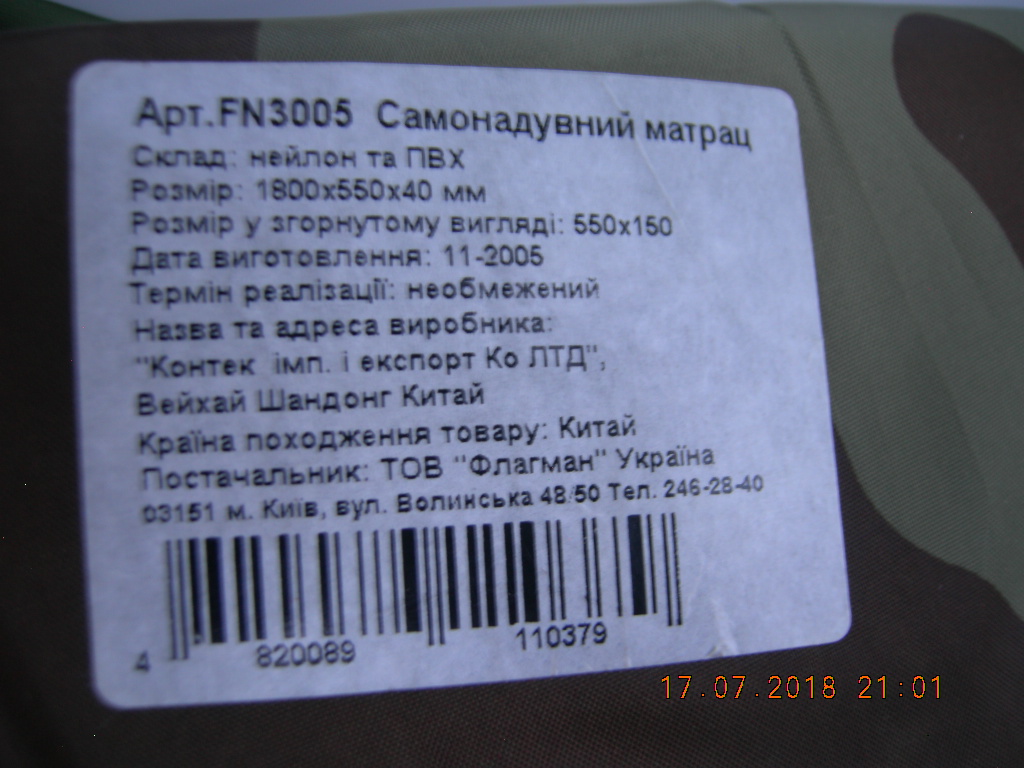 Арт.FN3005 Самонадувний матрац
Склад: нейлон та ПВХ
Розмір: 1800х550х40 мм
Розмір у згорнутому вигляді: 550х150
Дата виготовлення: 11-2005
Термін реалізації: необмежений
Назва та адреса виробника:
"Контек імп. і експорт Ко ЛТД",
Вейхай Шандонг Китай
Країна походження товару: Китай
Постачальник: ТОВ "Флагман" Україна
03151 м. Київ, вул. Волинська 48/50 Тел. 246-28-40
4 820089 110379
17.07.2018 21:01